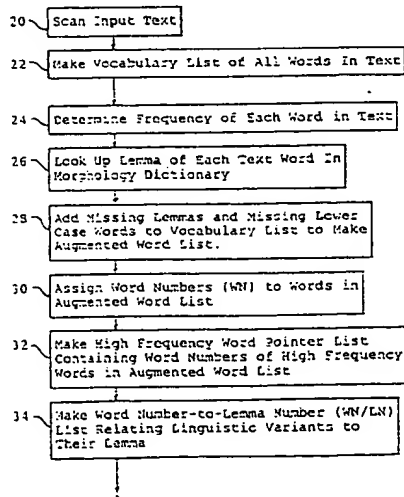 20 Scan Input Text
22 Make Vocabulary List of All Words In Text
24 Determine Frequency of Each Word in Text
26 Look Up Lemma of Each Text Word In
Morphology Dictionary
28 Add Missing Lemmas and Missing Lower
Case Words to Vocabulary List to Make
Augmented Word List.
30 Assign Word Numbers (WN) to Words in
Augmented Word List
32 Make High Frequency Word Pointer List
Containing Word Numbers of High Frequency
Words in Augmented Word List
34 Make Word Number-to-Lemma Number (WN/LN)
List Relating Linguistic Variants to
Their Lemma